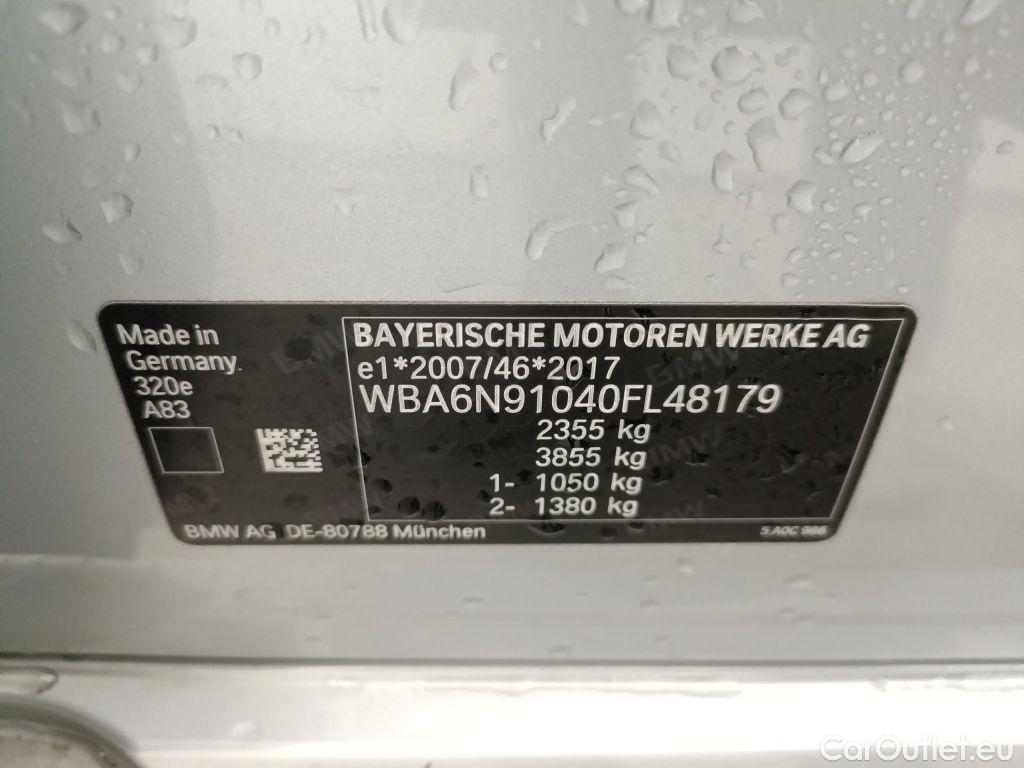 Made in
Germany.
320e
A83
BAYERISCHE MOTOREN WERKE AG
e1*2007/46*2017
WBA6N91040FL48179
2355 kg
3855 kg
1- 1050 kg
2- 1380 kg
BMW AG DE-80788 München
5 A0C 986
CarOutlet.eu